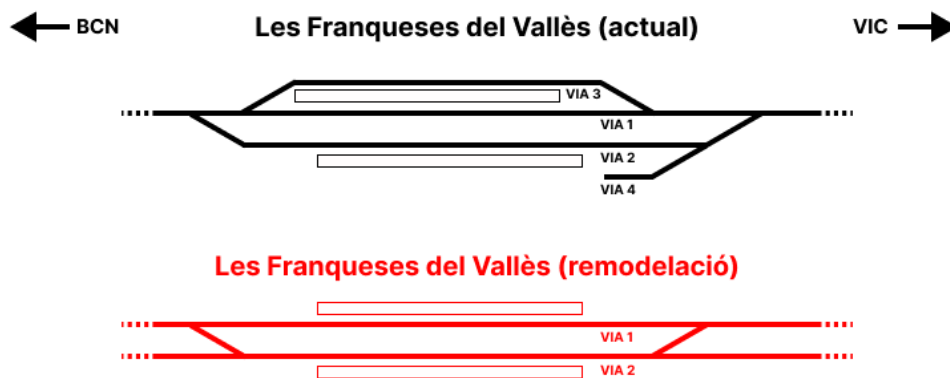 BCN
Les Franqueses del Vallès (actual)
VIC
VIA 3
VIA 1
VIA 2
VIA 4
Les Franqueses del Vallès (remodelació)
VIA 1
VIA 2